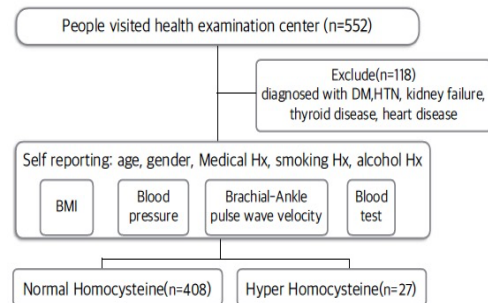 People visited health examination center (n=552)
Exclude(n=118)
diagnosed with DM,HTN, kidney failure,
thyroid disease, heart disease
Self reporting: age, gender, Medical Hx, smoking Hx, alcohol Hx
BMI
Blood
pressure
Brachial-Ankle
pulse wave velocity
Blood
test
Normal Homocysteine(n=408)
Hyper Homocysteine(n=27)